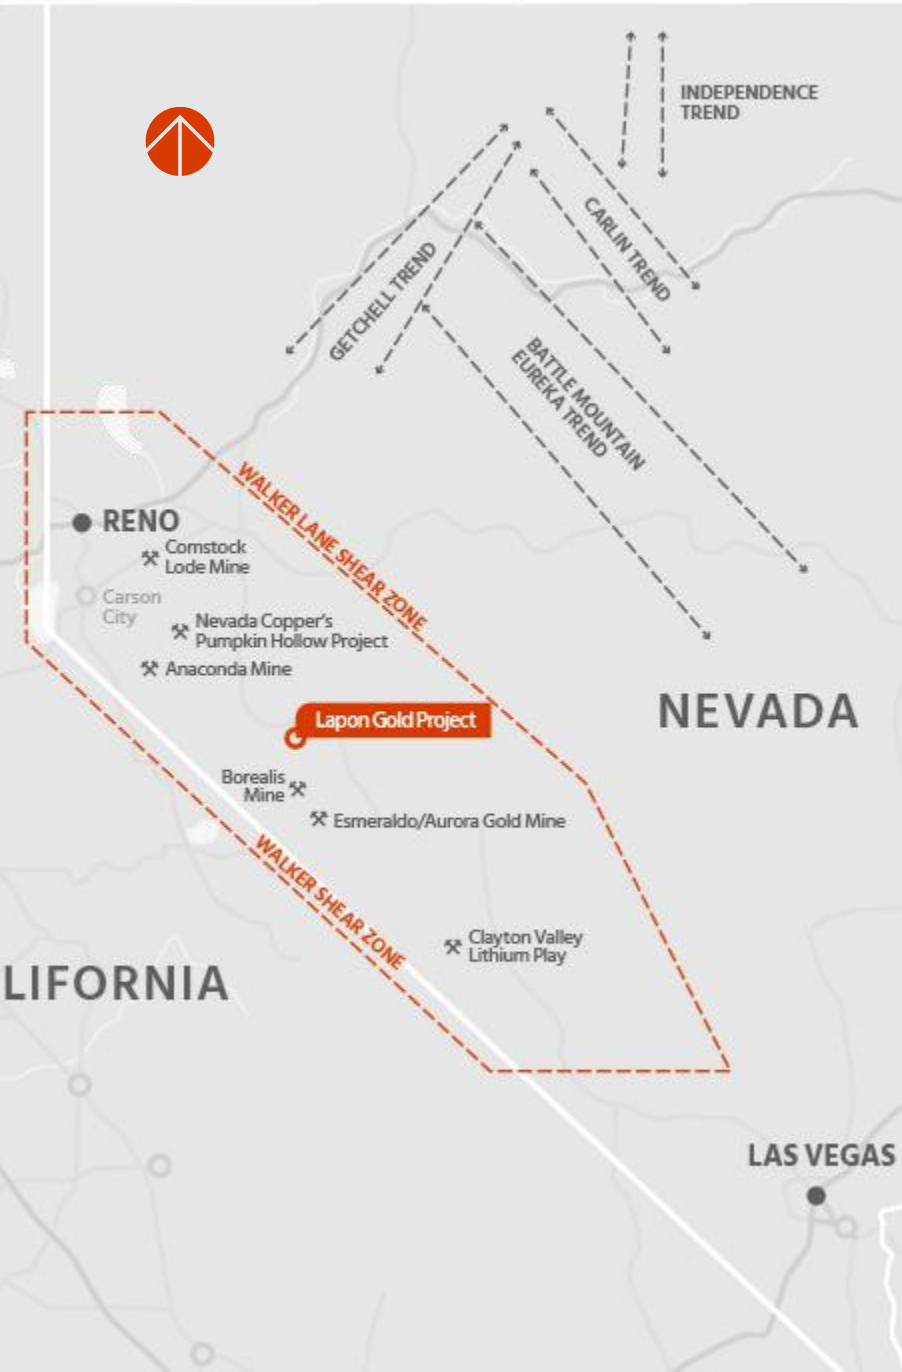 INDEPENDENCE
TREND
CARLIN TREND
GETCHELL TREND
BATTLE MOUNTAIN
EUREKA TREND
WALKER LANE SHEAR ZONE
RENO
Comstock
Lode Mine
Carson
City
Nevada Copper's
Pumpkin Hollow Project
Anaconda Mine
NEVADA
Lapon Gold Project
Borealis
Mine
Esmeraldo/Aurora Gold Mine
WALKER SHEAR ZONE
Clayton Valley
Lithium Play
LIFORNIA
LAS VEGAS